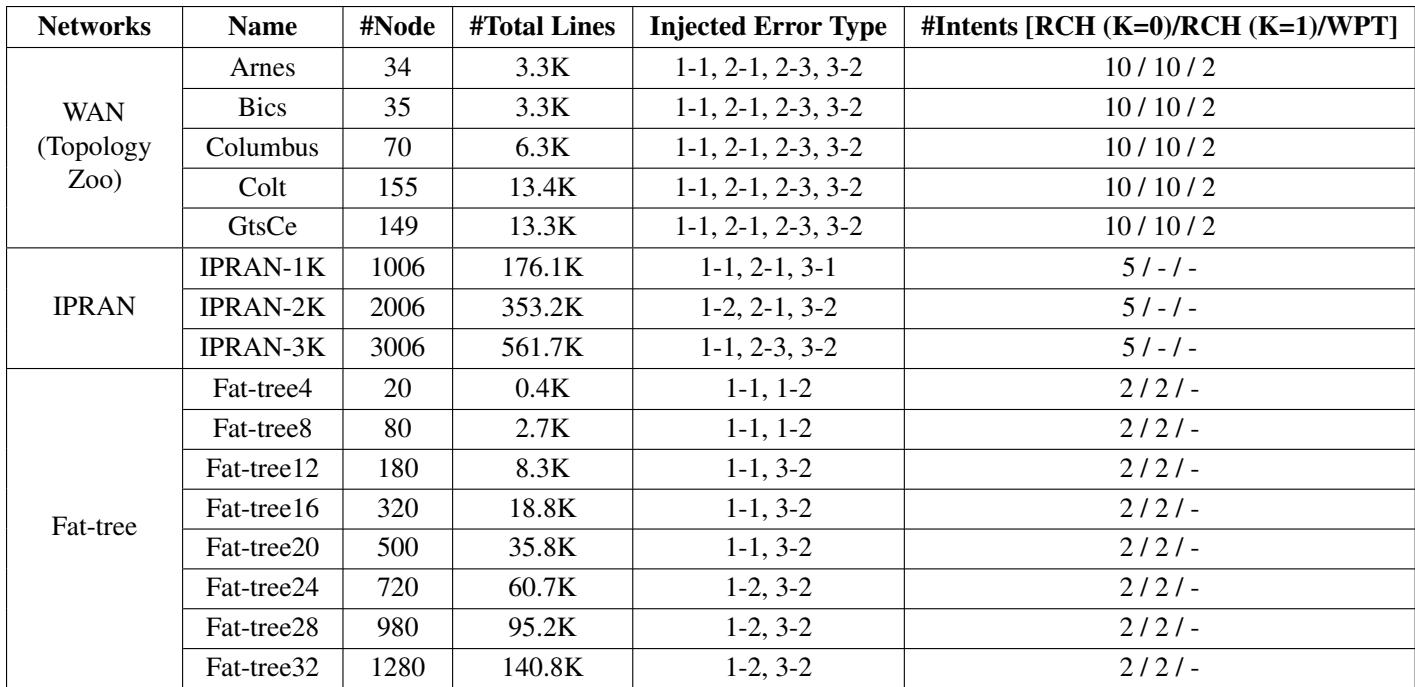 Networks Name #Node #Total Lines Injected Error Type #Intents [RCH (K=0)/RCH (K=1)/WPT]
WAN
(Topology
Zoo)
Arnes 34 3.3K 1-1, 2-1, 2-3, 3-2 10 / 10 / 2
Bics 35 3.3K 1-1, 2-1, 2-3, 3-2 10 / 10 / 2
Columbus 70 6.3K 1-1, 2-1, 2-3, 3-2 10 / 10 / 2
Colt 155 13.4K 1-1, 2-1, 2-3, 3-2 10 / 10 / 2
GtsCe 149 13.3K 1-1, 2-1, 2-3, 3-2 10 / 10 / 2
IPRAN
IPRAN-1K 1006 176.1K 1-1, 2-1, 3-1 5 / - / -
IPRAN-2K 2006 353.2K 1-2, 2-1, 3-2 5 / - / -
IPRAN-3K 3006 561.7K 1-1, 2-3, 3-2 5 / - / -
Fat-tree
Fat-tree4 20 0.4K 1-1, 1-2 2 / 2 / -
Fat-tree8 80 2.7K 1-1, 1-2 2 / 2 / -
Fat-tree12 180 8.3K 1-1, 3-2 2 / 2 / -
Fat-tree16 320 18.8K 1-1, 3-2 2 / 2 / -
Fat-tree20 500 35.8K 1-1, 3-2 2 / 2 / -
Fat-tree24 720 60.7K 1-2, 3-2 2 / 2 / -
Fat-tree28 980 95.2K 1-2, 3-2 2 / 2 / -
Fat-tree32 1280 140.8K 1-2, 3-2 2 / 2 / -